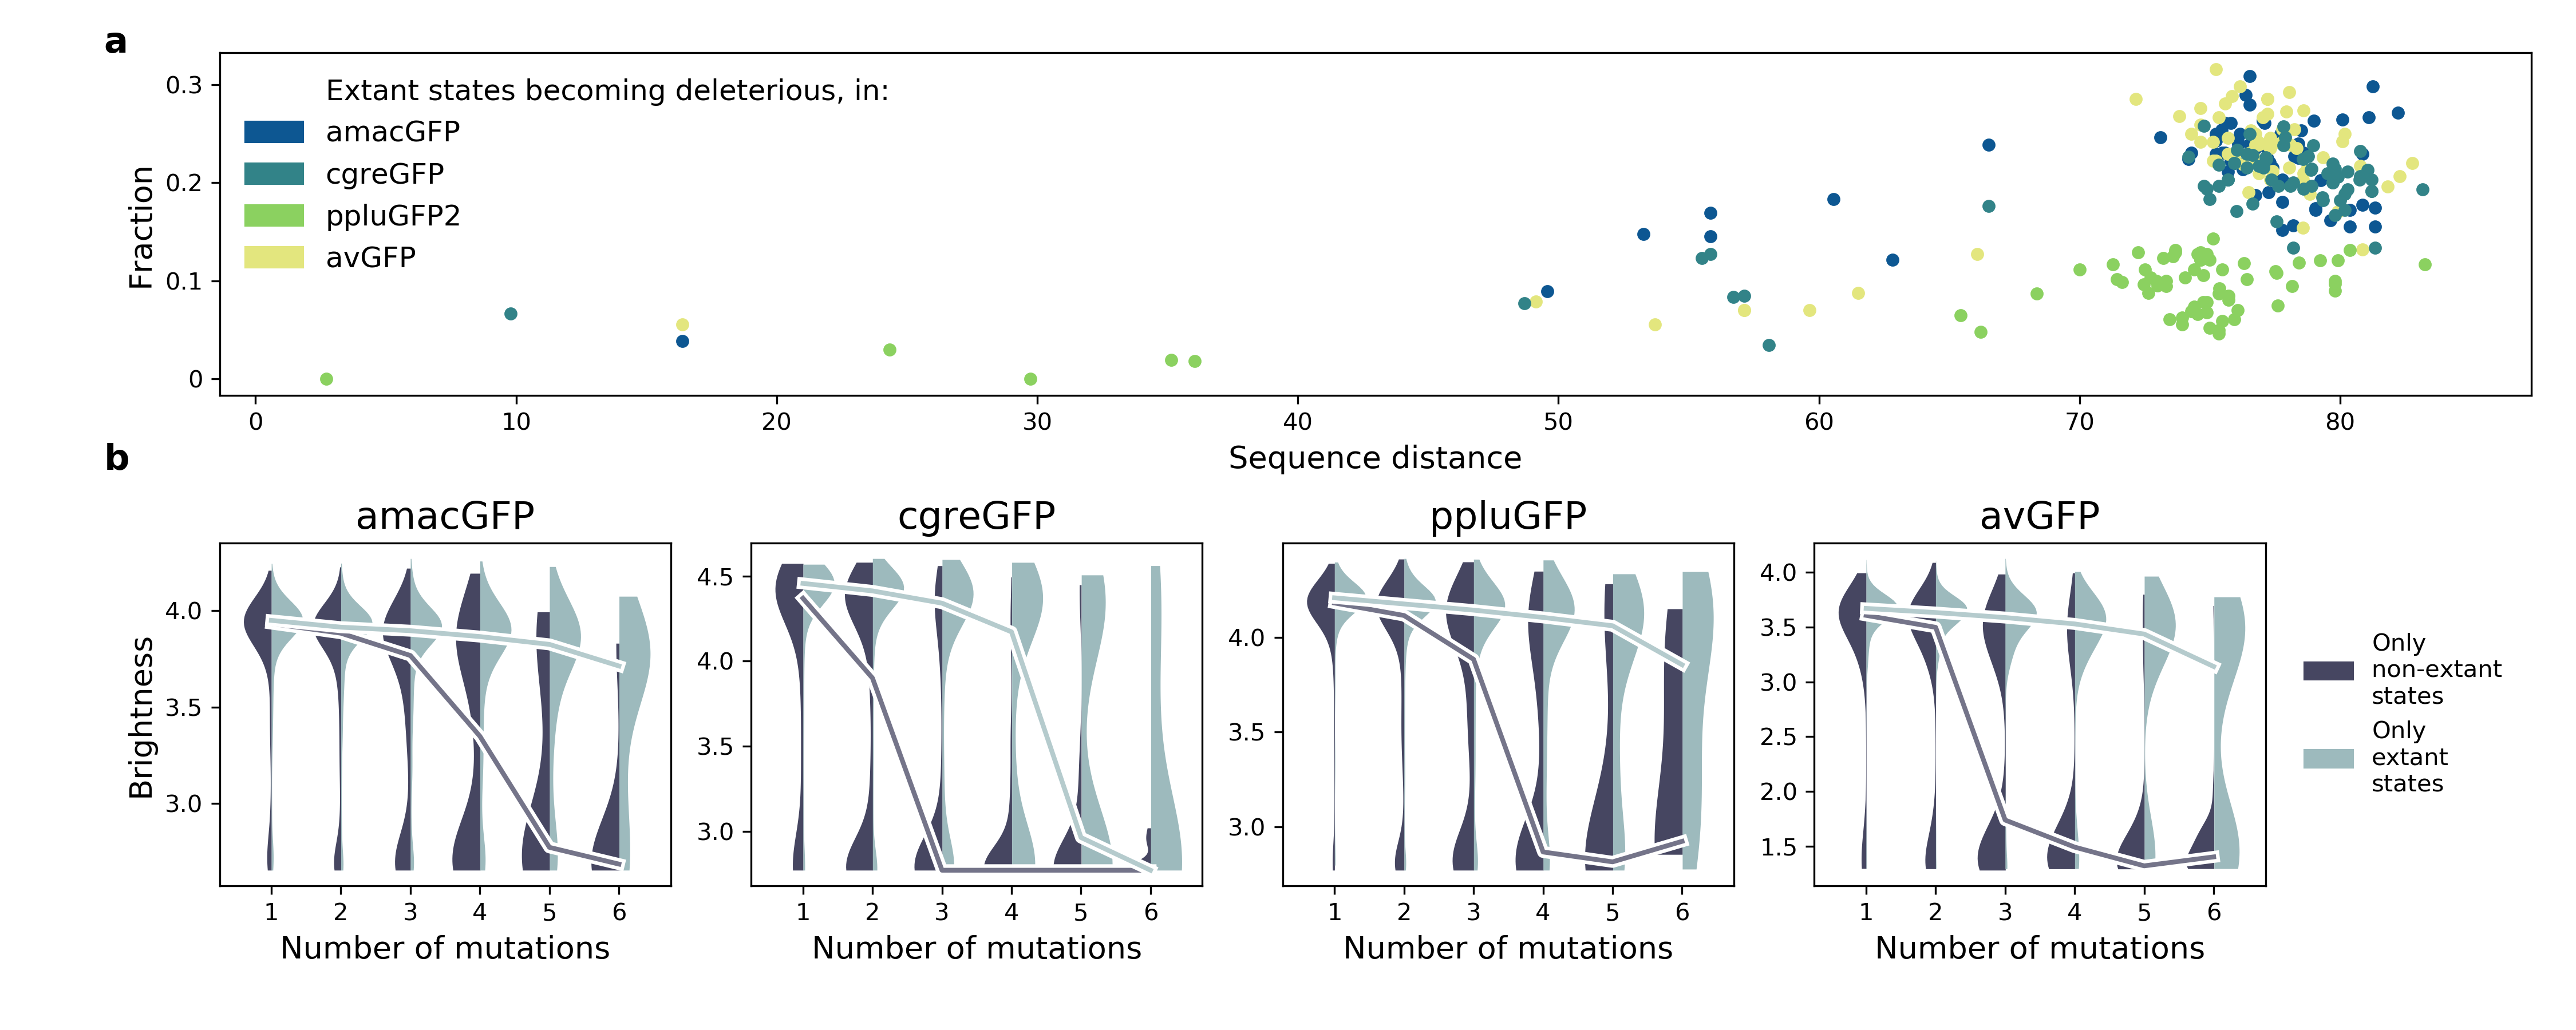 a
0.3
0.2
0.1
0
Fraction
Extant states becoming deleterious, in:
amacGFP
cgreGFP
ppluGFP2
avGFP
0 10 20 30 40 50 60 70 80
Sequence distance
b
amacGFP
4.0
3.5
3.0
Brightness
1 2 3 4 5 6
Number of mutations
cgreGFP
4.5
4.0
3.5
3.0
1 2 3 4 5 6
Number of mutations
ppluGFP
4.0
3.5
3.0
1 2 3 4 5 6
Number of mutations
avGFP
4.0
3.5
3.0
2.5
2.0
1.5
1 2 3 4 5 6
Number of mutations
Only
non-extant
states
Only
extant
states